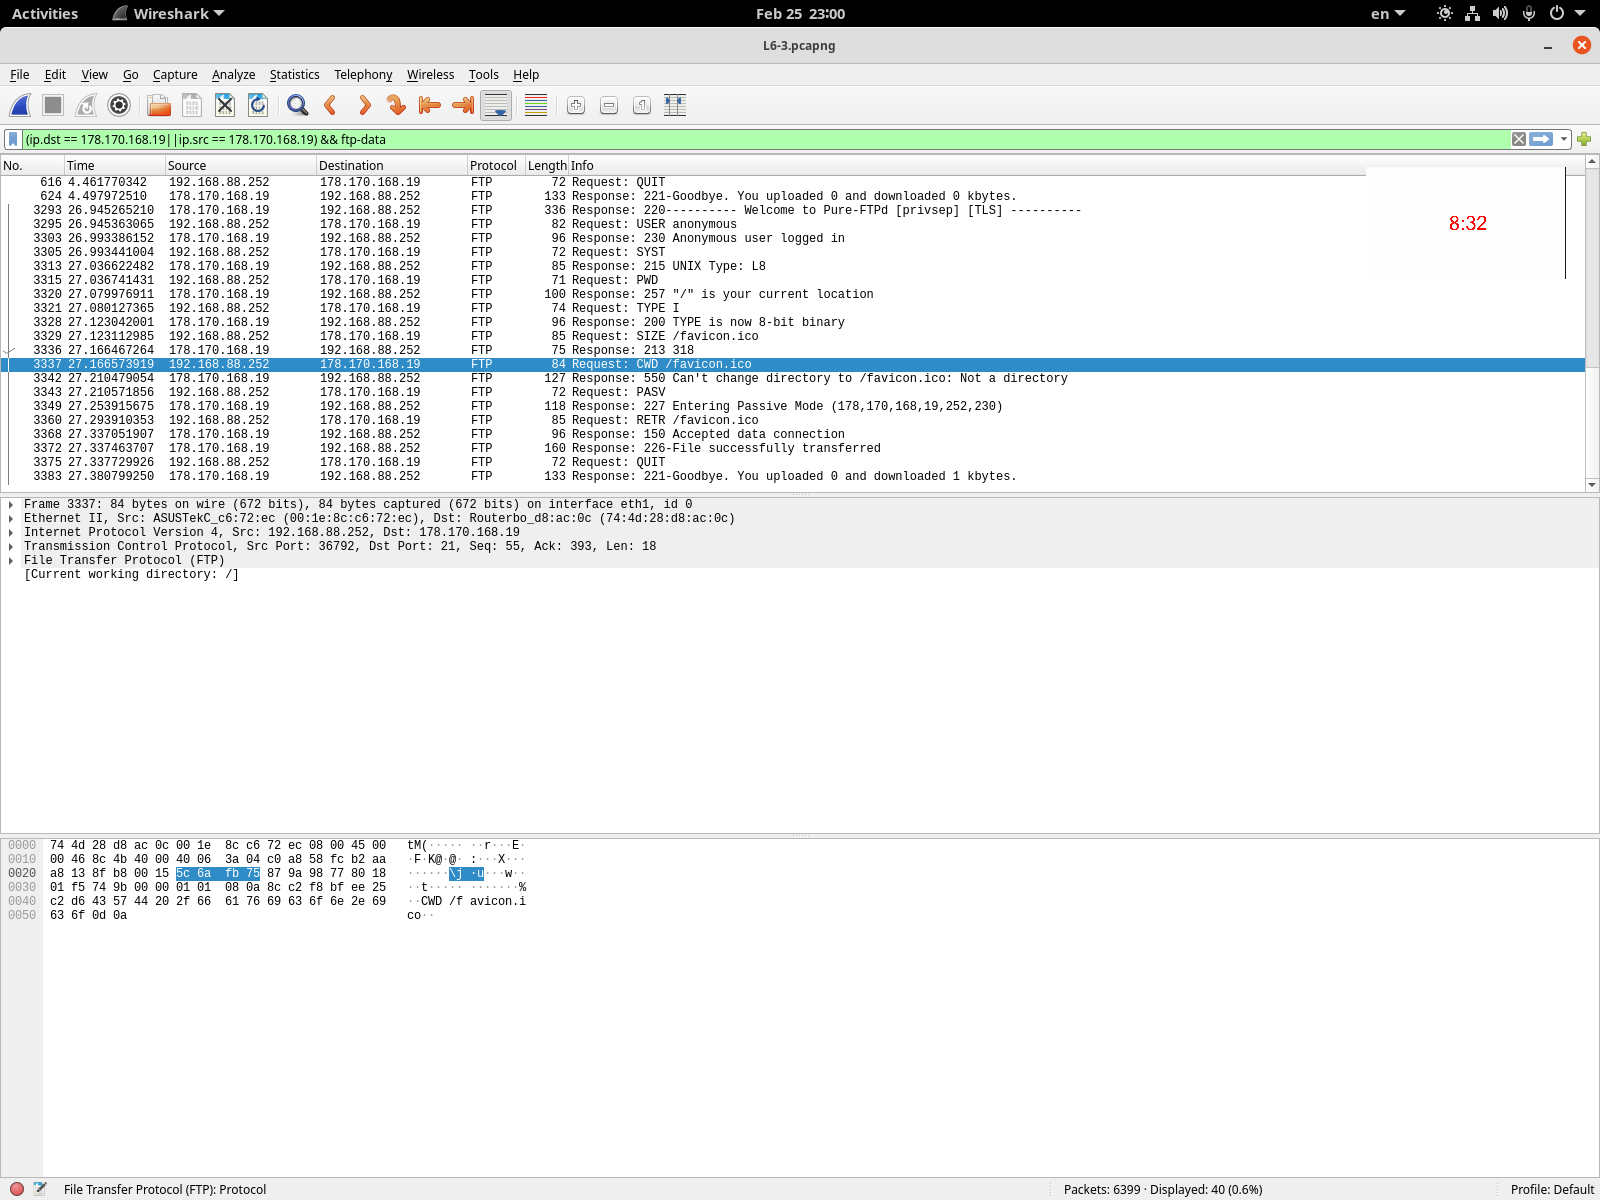 Activities Wireshark Feb 25 23:00 en
L6-3.pcapng
File Edit View Go Capture Analyze Statistics Telephony Wireless Tools Help
(ip.dst == 178.170.168.19||ip.src == 178.170.168.19) && ftp-data
No. Time Source Destination Protocol Length Info
616 4.461770342 192.168.88.252 178.170.168.19 FTP 72 Request: QUIT
624 4.497972510 178.170.168.19 192.168.88.252 FTP 133 Response: 221-Goodbye. You uploaded 0 and downloaded 0 kbytes.
3293 26.945265210 178.170.168.19 192.168.88.252 FTP 336 Response: 220---------- Welcome to Pure-FTPd [privsep] [TLS] ----------
3295 26.945363065 192.168.88.252 178.170.168.19 FTP 82 Request: USER anonymous
3303 26.993386152 178.170.168.19 192.168.88.252 FTP 96 Response: 230 Anonymous user logged in
3305 26.993441004 192.168.88.252 178.170.168.19 FTP 72 Request: SYST
3313 27.036622482 178.170.168.19 192.168.88.252 FTP 85 Response: 215 UNIX Type: L8
3315 27.036741431 192.168.88.252 178.170.168.19 FTP 71 Request: PWD
3320 27.079976911 178.170.168.19 192.168.88.252 FTP 100 Response: 257 "/" is your current location
3321 27.080127365 192.168.88.252 178.170.168.19 FTP 74 Request: TYPE I
3328 27.123042001 178.170.168.19 192.168.88.252 FTP 96 Response: 200 TYPE is now 8-bit binary
3329 27.123112985 192.168.88.252 178.170.168.19 FTP 85 Request: SIZE /favicon.ico
3336 27.166467264 178.170.168.19 192.168.88.252 FTP 75 Response: 213 318
3337 27.166573919 192.168.88.252 178.170.168.19 FTP 84 Request: CWD /favicon.ico
3342 27.210479054 178.170.168.19 192.168.88.252 FTP 127 Response: 550 Can't change directory to /favicon.ico: Not a directory
3343 27.210571856 192.168.88.252 178.170.168.19 FTP 72 Request: PASV
3349 27.253915675 178.170.168.19 192.168.88.252 FTP 118 Response: 227 Entering Passive Mode (178,170,168,19,252,230)
3360 27.293910353 192.168.88.252 178.170.168.19 FTP 85 Request: RETR /favicon.ico
3368 27.337051907 178.170.168.19 192.168.88.252 FTP 96 Response: 150 Accepted data connection
3372 27.337463707 178.170.168.19 192.168.88.252 FTP 160 Response: 226-File successfully transferred
3375 27.337729926 192.168.88.252 178.170.168.19 FTP 72 Request: QUIT
3383 27.380799250 178.170.168.19 192.168.88.252 FTP 133 Response: 221-Goodbye. You uploaded 0 and downloaded 1 kbytes.
8:32
Frame 3337: 84 bytes on wire (672 bits), 84 bytes captured (672 bits) on interface eth1, id 0
Ethernet II, Src: ASUSTekC_c6:72:ec (00:1e:8c:c6:72:ec), Dst: Routerbo_d8:ac:0c (74:4d:28:d8:ac:0c)
Internet Protocol Version 4, Src: 192.168.88.252, Dst: 178.170.168.19
Transmission Control Protocol, Src Port: 36792, Dst Port: 21, Seq: 55, Ack: 393, Len: 18
File Transfer Protocol (FTP)
[Current working directory: /]
0000 74 4d 28 d8 ac 0c 00 1e 8c c6 72 ec 08 00 45 00 tM(····· ··r···E·
0010 00 46 8c 4b 40 00 40 06 3a 04 c0 a8 58 fc b2 aa ·F·K@·@· :···X···
0020 a8 13 8f b8 00 15 5c 6a fb 75 87 9a 98 77 80 18 ······\j ·u···w··
0030 01 f5 74 9b 00 00 01 01 08 0a 8c c2 f8 bf ee 25 ··t····· ·······%
0040 c2 d6 43 57 44 20 2f 66 61 76 69 63 6f 6e 2e 69 ··CWD /f avicon.i
0050 63 6f 0d 0a co··
File Transfer Protocol (FTP): Protocol Packets: 6399 · Displayed: 40 (0.6%) Profile: Default